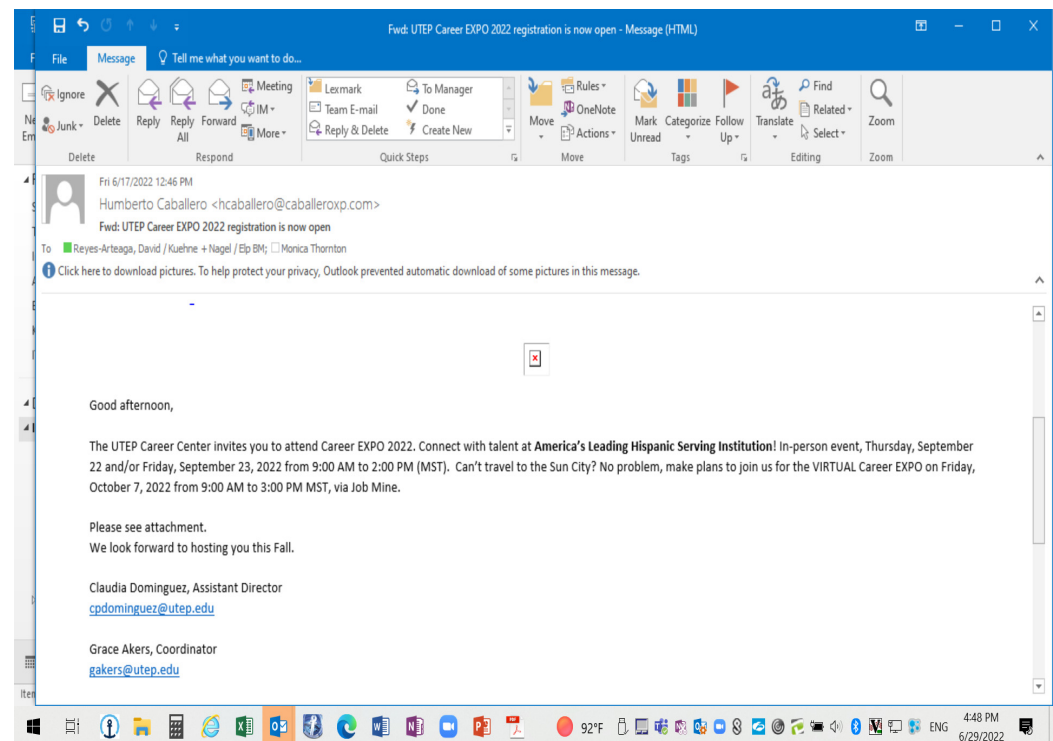 Fwd: UTEP Career EXPO 2022 registration is now open - Message (HTML)
File Message Tell me what you want to do...
Ignore
Junk
Delete
Reply
Reply All
Forward
Meeting
IM
More
Lexmark
Team E-mail
Reply & Delete
To Manager
Done
Create New
Move
Rules
OneNote
Actions
Mark Unread
Categorize
Follow Up
Translate
Find
Related
Select
Zoom
Delete Respond Quick Steps Move Tags Editing Zoom
Fri 6/17/2022 12:46 PM
Humberto Caballero <hcaballero@caballeroxp.com>
Fwd: UTEP Career EXPO 2022 registration is now open
To Reyes-Arteaga, David / Kuehne + Nagel / Elp BM; Monica Thornton
Click here to download pictures. To help protect your privacy, Outlook prevented automatic download of some pictures in this message.
Good afternoon,
The UTEP Career Center invites you to attend Career EXPO 2022. Connect with talent at America's Leading Hispanic Serving Institution! In-person event, Thursday, September
22 and/or Friday, September 23, 2022 from 9:00 AM to 2:00 PM (MST). Can't travel to the Sun City? No problem, make plans to join us for the VIRTUAL Career EXPO on Friday,
October 7, 2022 from 9:00 AM to 3:00 PM MST, via Job Mine.
Please see attachment.
We look forward to hosting you this Fall.
Claudia Dominguez, Assistant Director
cpdominguez@utep.edu
Grace Akers, Coordinator
gakers@utep.edu
92°F ENG 4:48 PM
6/29/2022